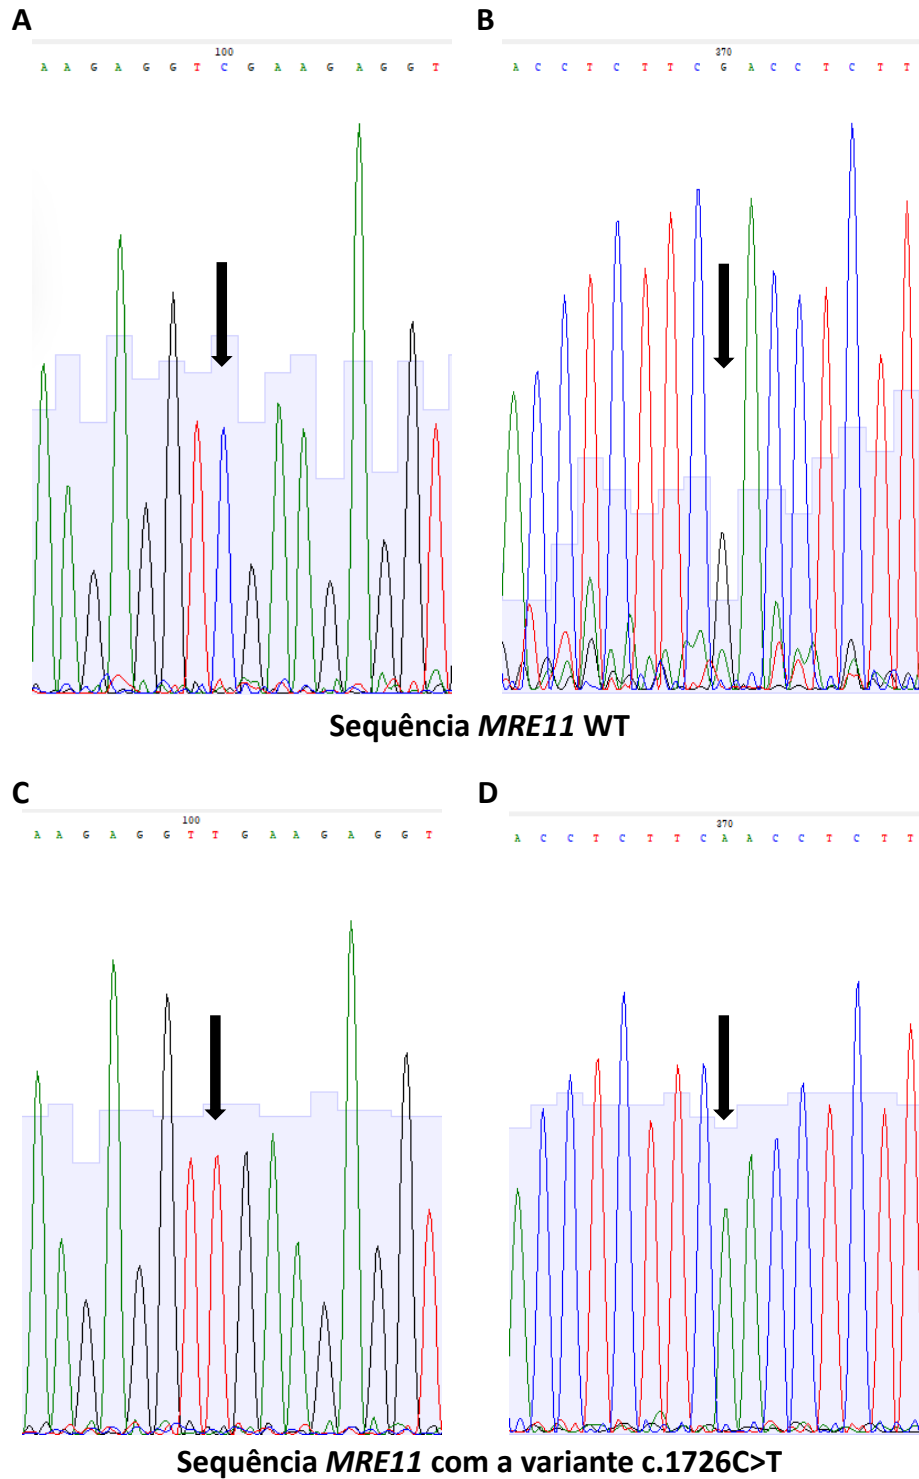 A
B
100
A A G A G G T C G A A G A G G T
370
A C C T C T T C G A C C T C T T
Sequência MRE11 WT
C
D
100
A A G A G G T T G A A G A G G T
370
A C C T C T T C A A C C T C T T
Sequência MRE11 com a variante c.1726C>T